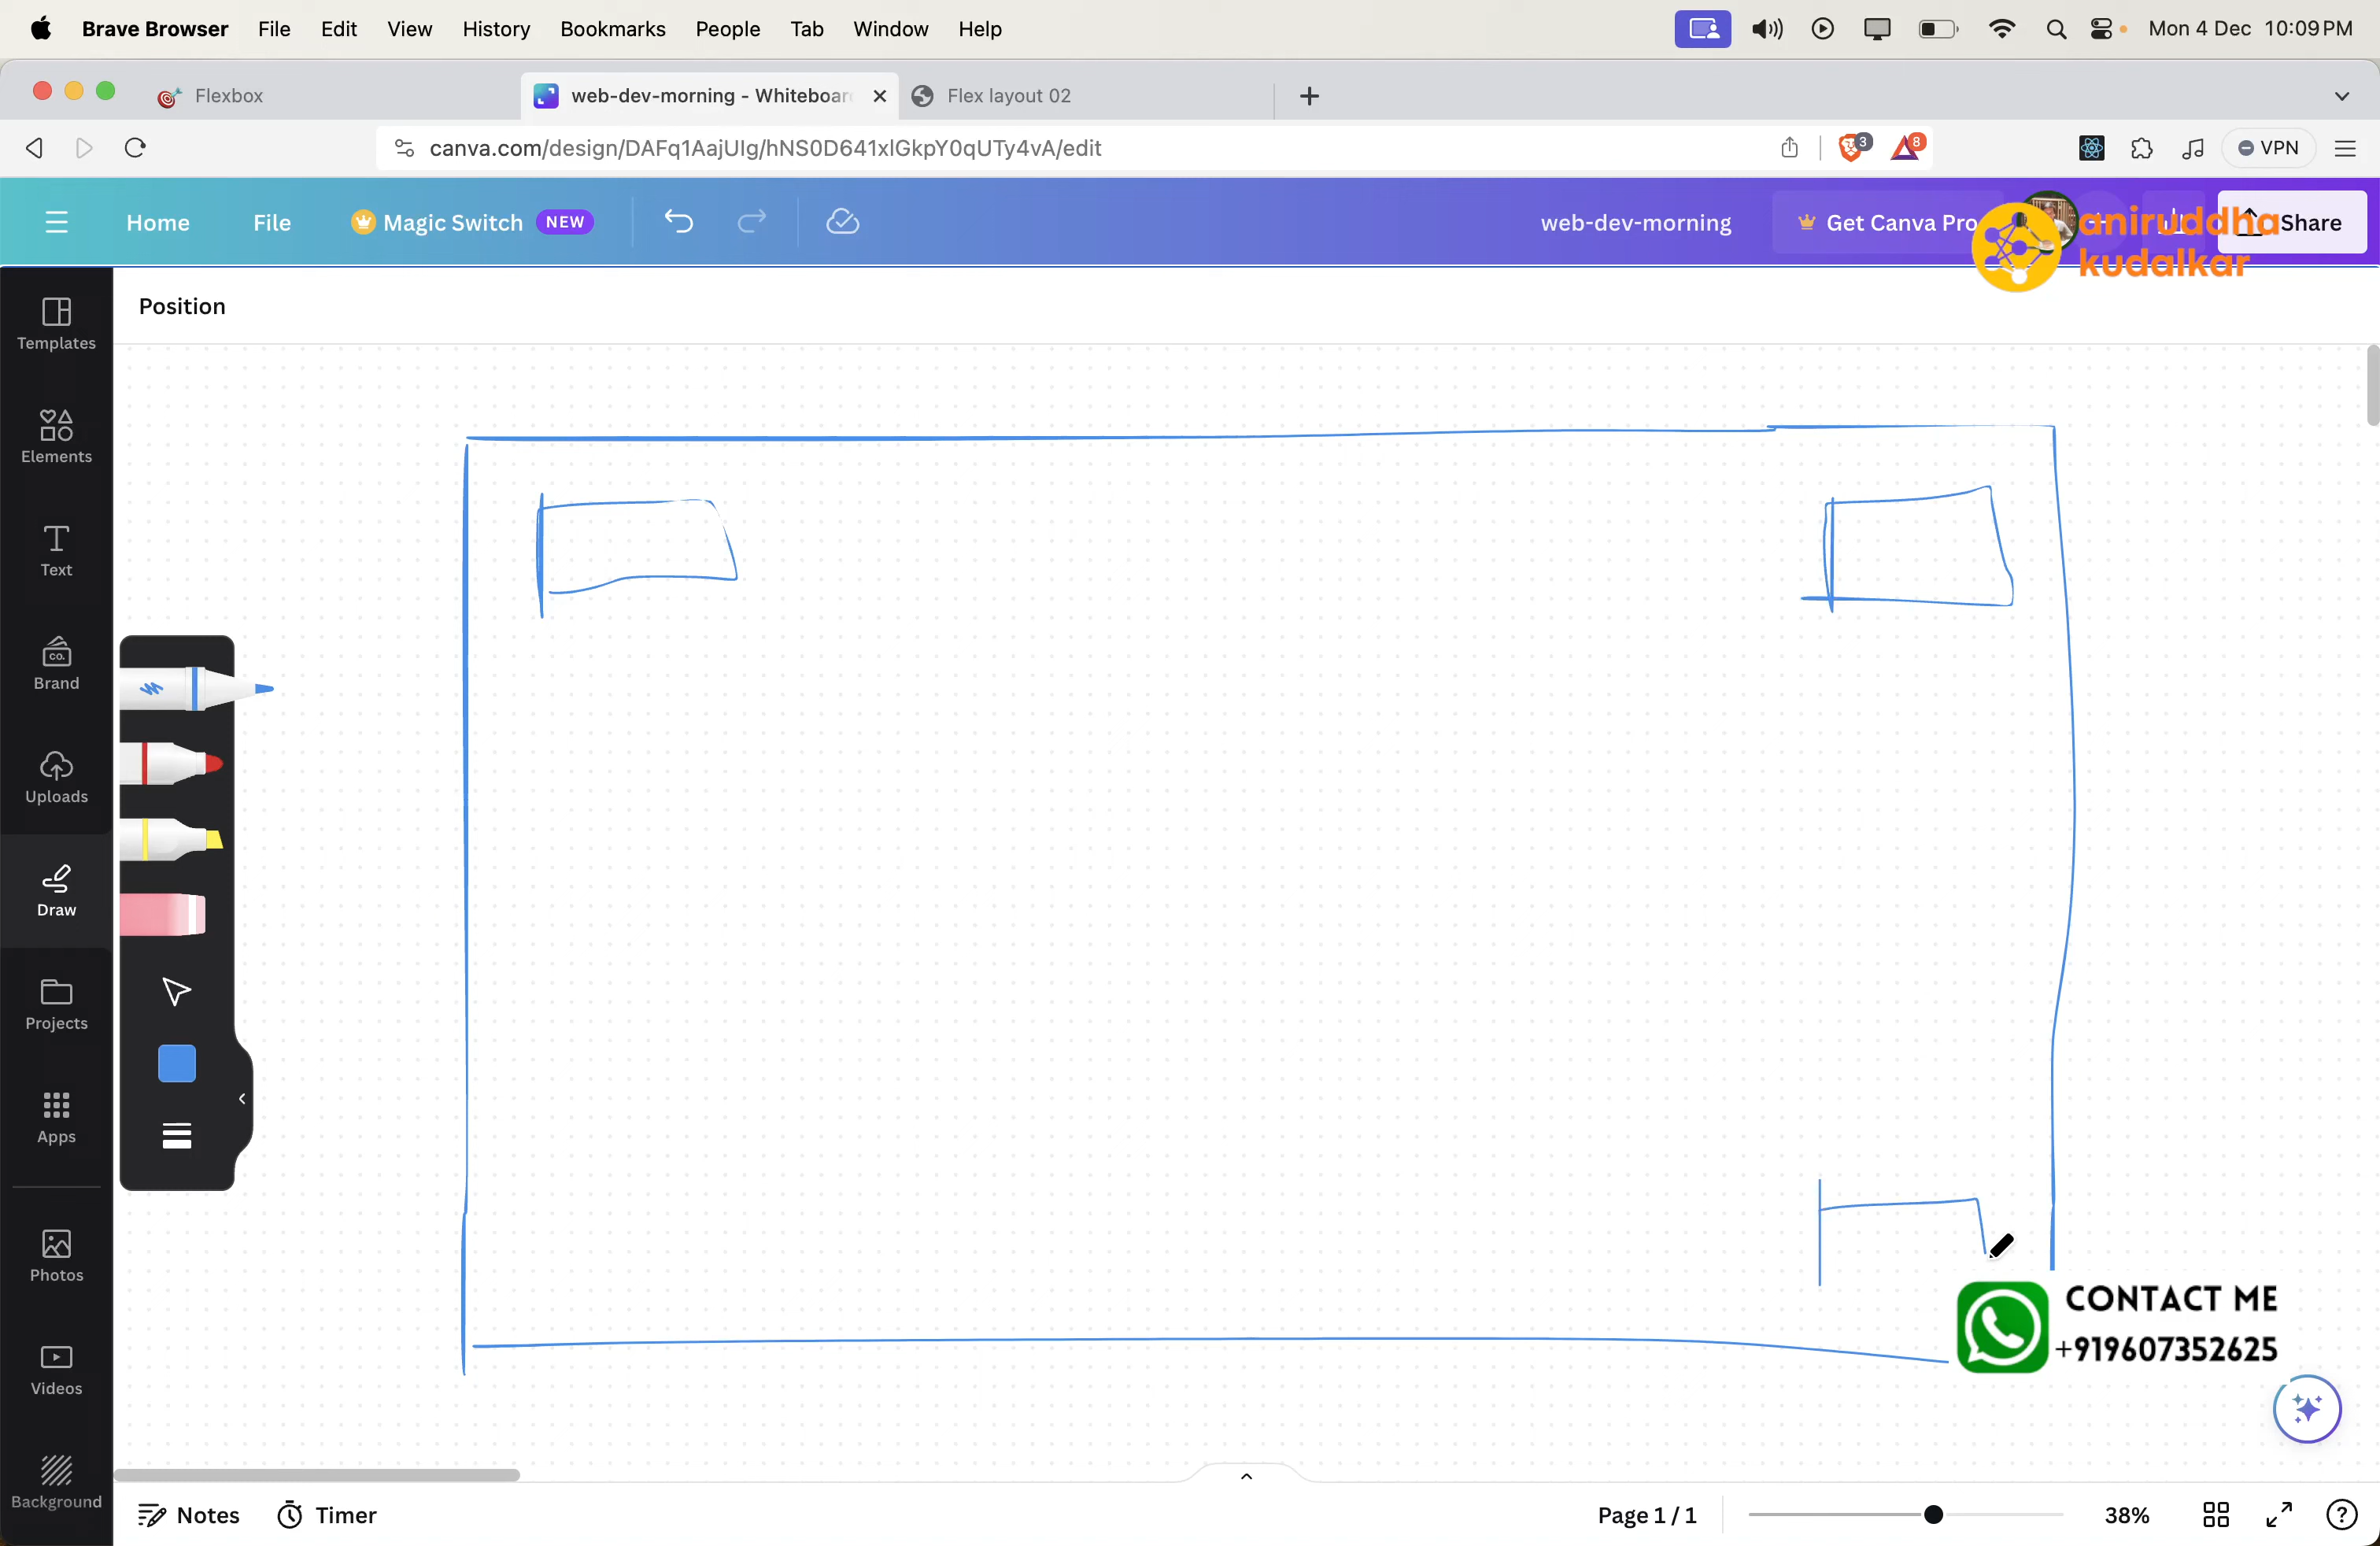 Brave Browser File Edit View History Bookmarks People Tab Window Help Mon 4 Dec 10:09 PM
Flexbox web-dev-morning - Whiteboar Flex layout 02
canva.com/design/DAFq1AajUIg/hNS0D641xlGkpY0qUTy4vA/edit 3 8 VPN
Home File Magic Switch NEW web-dev-morning Get Canva Pro Share
aniruddha
kudalkar
Position
Templates
Elements
Text
CO.
Brand
Uploads
Draw
Projects
Apps
Photos
Videos
Background
CONTACT ME
+919607352625
Notes Timer Page 1 / 1 38%